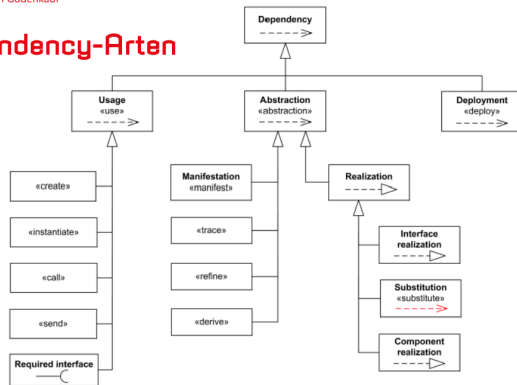 ndency-Arten
Dependency
Usage
«use»
Abstraction
«abstraction»
Deployment
«deploy»
«create»
Manifestation
«manifest»
Realization
«instantiate»
«trace»
Interface
realization
«call»
«refine»
Substitution
«substitute»
«send»
«derive»
Component
realization
Required interface